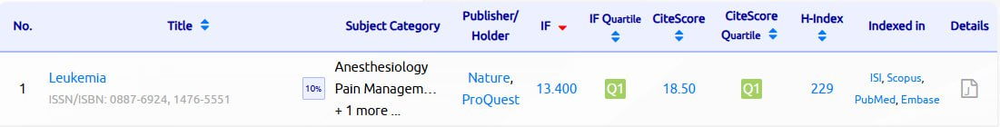 No. Title Subject Category Publisher/ Holder IF IF Quartile CiteScore CiteScore Quartile H-Index Indexed in Details
1 Leukemia
ISSN/ISBN: 0887-6924, 1476-5551
10%
Anesthesiology
Pain Managem...
+ 1 more ...
Nature,
ProQuest
13.400
Q1
18.50
Q1
229
ISI, Scopus,
PubMed, Embase
J